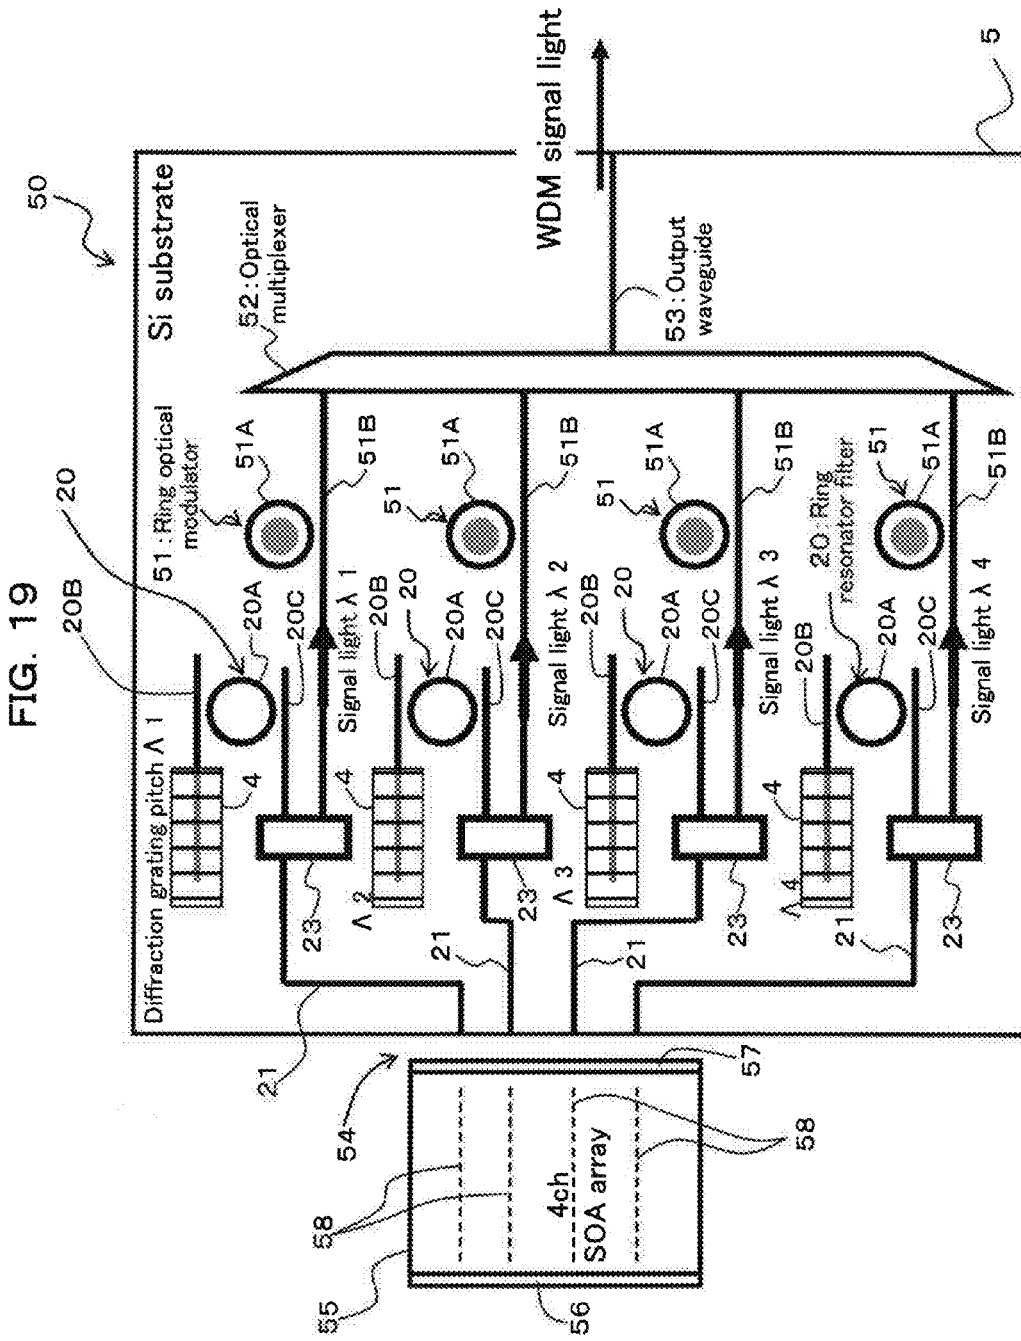 FIG. 19
50
Si substrate
WDM signal light
5
52:Optical
multiplexer
53:Output
waveguide
51:Ring optical
modulator
51A
51B
20B
20
20A
20C
Signal light λ 1
Diffraction grating pitch Λ 1
4
23
21
51
51A
51B
20B
20
20A
20C
Signal light λ 2
Λ 2
4
23
21
51
51A
51B
20B
20
20A
20C
Signal light λ 3
Λ 3
4
23
21
51
51A
51B
20:Ring
resonator filter
20B
20A
20C
Signal light λ 4
Λ 4
4
23
21
54
55
56
57
58
58
4ch
SOA array